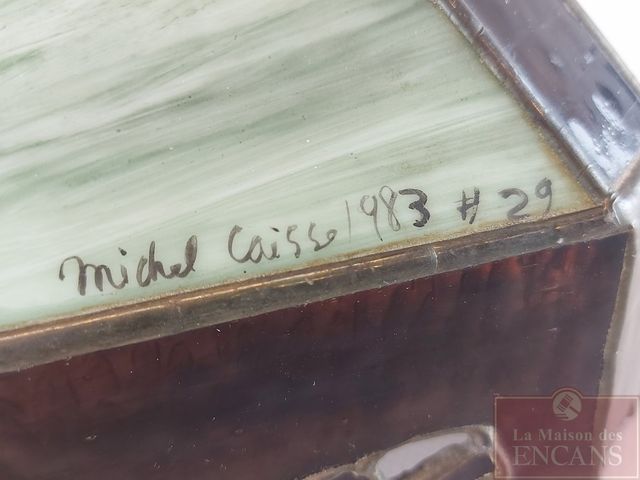 Michel Caisse 1983 # 29
La Maison des
ENCANS